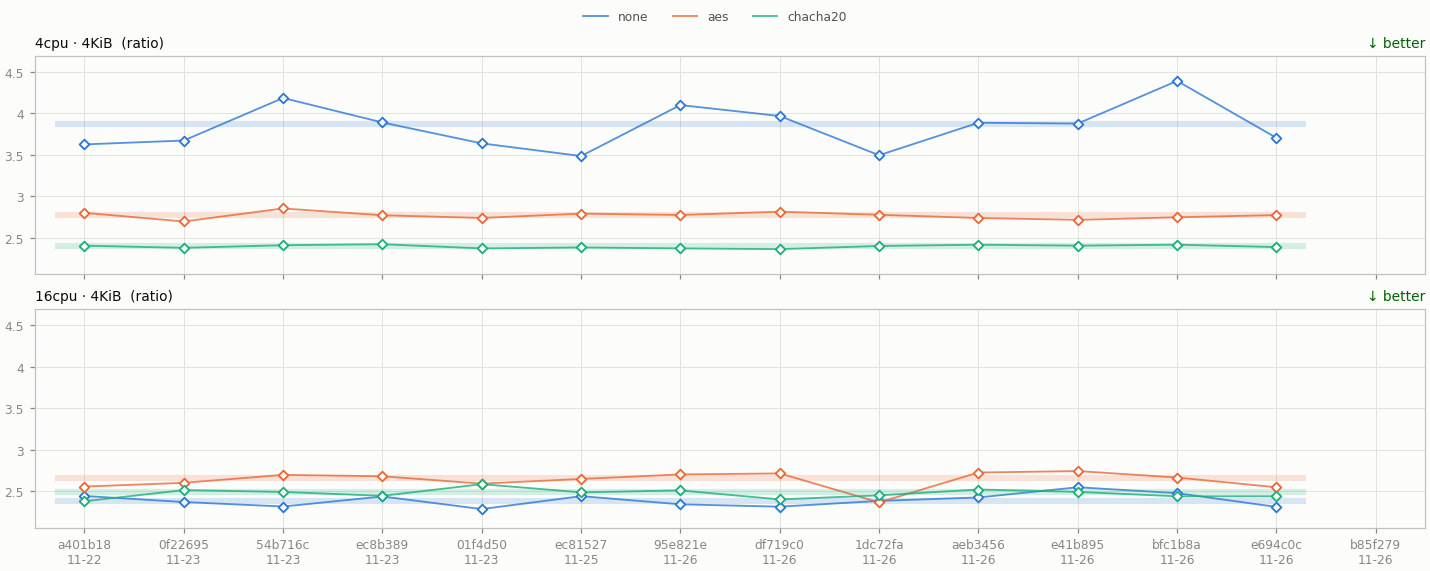 none aes chacha20
4cpu · 4KiB (ratio) ↓ better
4.5
4
3.5
3
2.5
16cpu · 4KiB (ratio) ↓ better
4.5
4
3.5
3
2.5
a401b18 0f22695 54b716c ec8b389 01f4d50 ec81527 95e821e df719c0 1dc72fa aeb3456 e41b895 bfc1b8a e694c0c b85f279
11-22 11-23 11-23 11-23 11-23 11-25 11-26 11-26 11-26 11-26 11-26 11-26 11-26 11-26